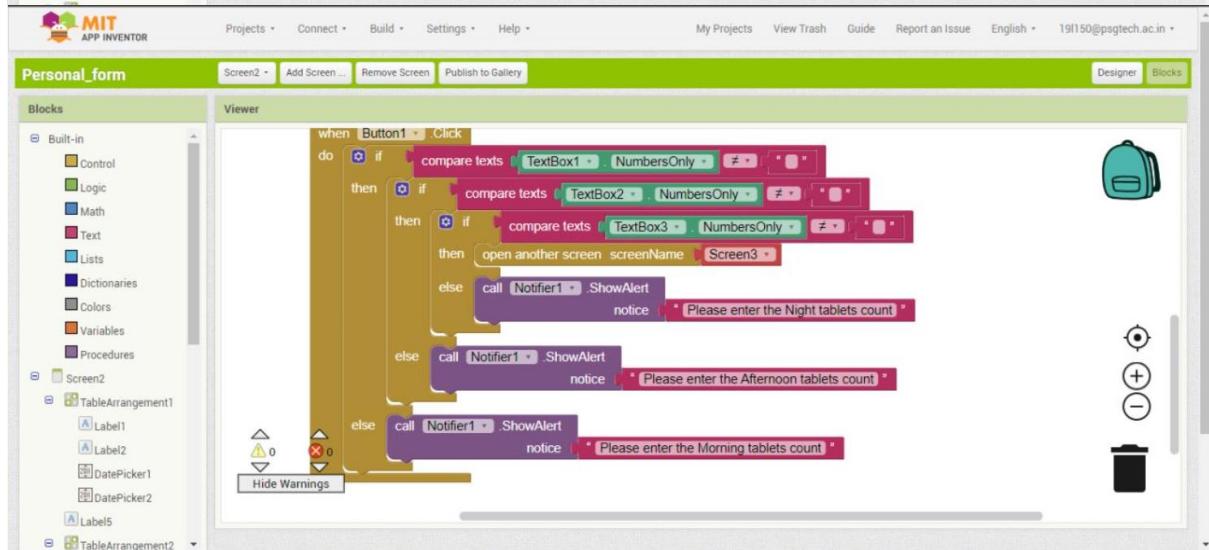 MIT
APP INVENTOR
Projects Connect Build Settings Help My Projects View Trash Guide Report an Issue English 19l150@psgtech.ac.in
Personal_form Screen2 Add Screen ... Remove Screen Publish to Gallery Designer Blocks
Blocks Viewer
Built-in
Control
Logic
Math
Text
Lists
Dictionaries
Colors
Variables
Procedures
Screen2
TableArrangement1
Label1
Label2
DatePicker1
DatePicker2
Label5
TableArrangement2
when Button1 .Click
do if compare texts TextBox1 . NumbersOnly ≠ " "
then if compare texts TextBox2 . NumbersOnly ≠ " "
then if compare texts TextBox3 . NumbersOnly ≠ " "
then open another screen screenName Screen3
else call Notifier1 .ShowAlert
notice " Please enter the Night tablets count "
else call Notifier1 .ShowAlert
notice " Please enter the Afternoon tablets count "
else call Notifier1 .ShowAlert
notice " Please enter the Morning tablets count "
0 0
Hide Warnings